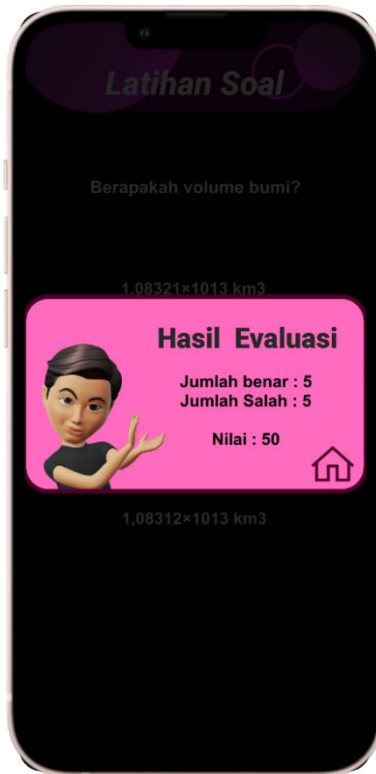 Latihan Soal
Berapakah volume bumi?
1,08321×1013 km3
Hasil Evaluasi
Jumlah benar : 5
Jumlah Salah : 5
Nilai : 50
1,08312×1013 km3